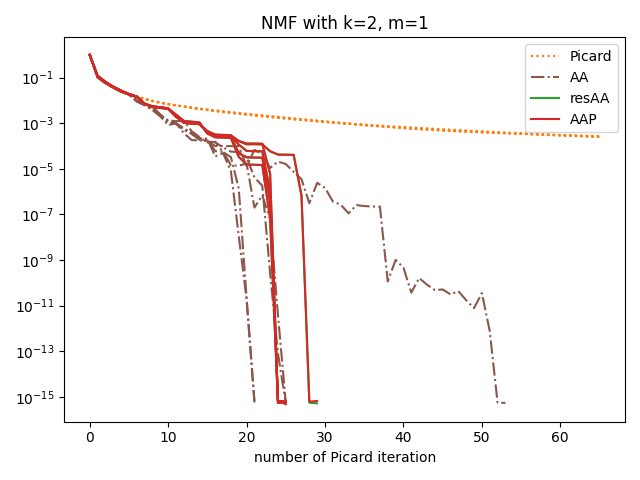 NMF with k=2, m=1
Picard
AA
resAA
AAP
10⁻¹
10⁻³
10⁻⁵
10⁻⁷
10⁻⁹
10⁻¹¹
10⁻¹³
10⁻¹⁵
0 10 20 30 40 50 60
number of Picard iteration